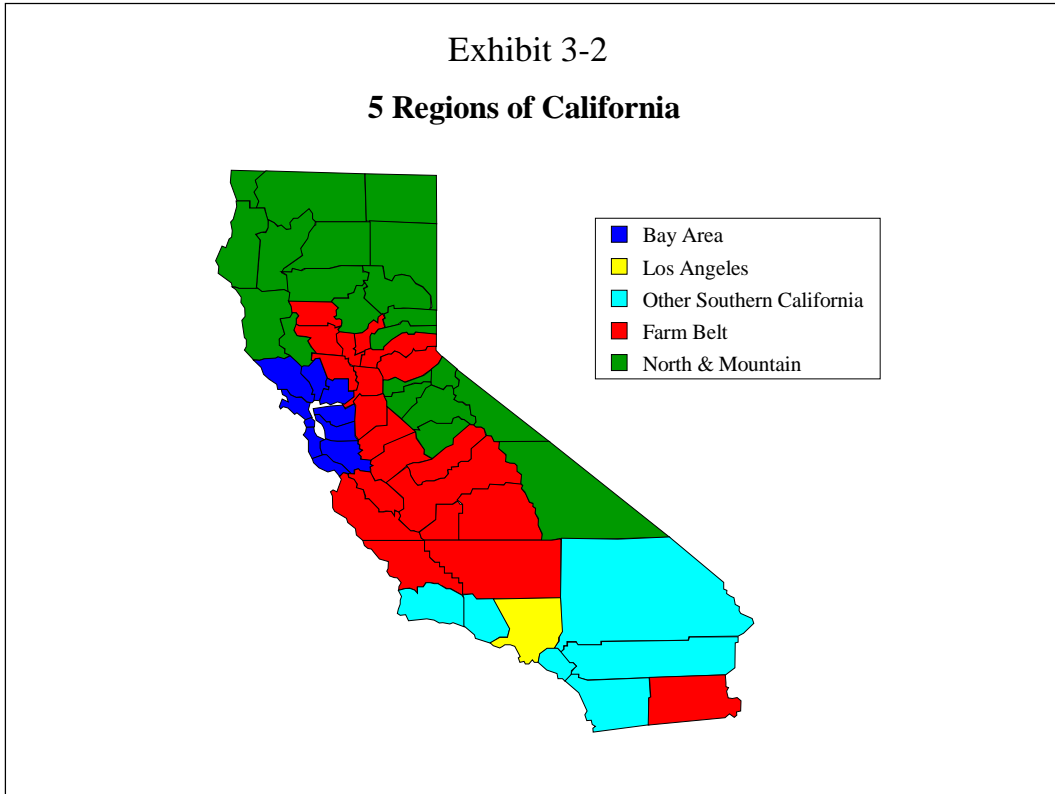 Exhibit 3-2
5 Regions of California
Bay Area
Los Angeles
Other Southern California
Farm Belt
North & Mountain